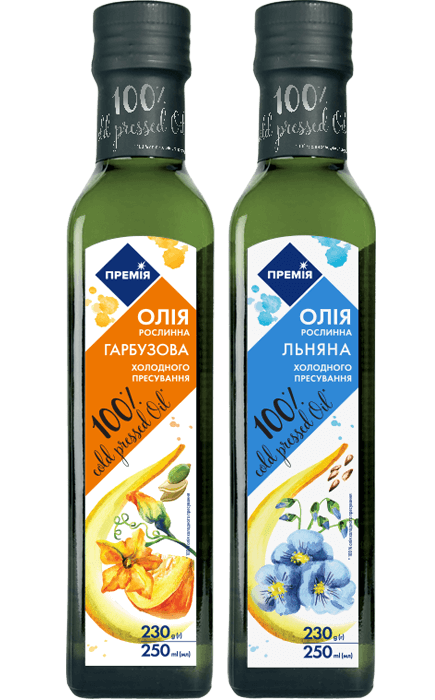 100%
cold pressed Oil
ПРЕМІЯ
ОЛІЯ
РОСЛИННА
ГАРБУЗОВА
ХОЛОДНОГО
ПРЕСУВАННЯ
100%
cold pressed Oil*
230 g (г)
250 ml (мл)
100%
cold pressed Oil
ПРЕМІЯ
ОЛІЯ
РОСЛИННА
ЛЬНЯНА
ХОЛОДНОГО
ПРЕСУВАННЯ
100%
cold pressed Oil*
230 g (г)
250 ml (мл)